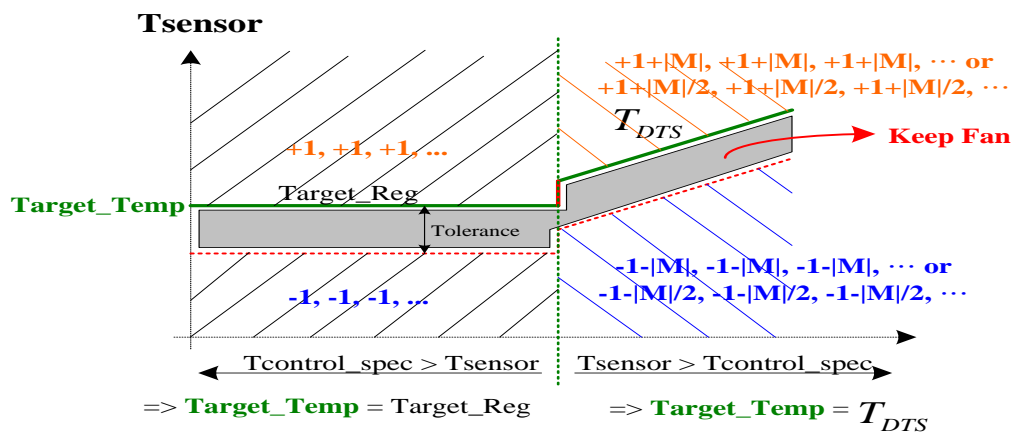 Tsensor
+1+|M|, +1+|M|, +1+|M|, ··· or
+1+|M|/2, +1+|M|/2, +1+|M|/2, ···
T_DTS
Keep Fan
+1, +1, +1, ...
Target_Reg
Target_Temp
Tolerance
-1-|M|, -1-|M|, -1-|M|, ··· or
-1-|M|/2, -1-|M|/2, -1-|M|/2, ···
-1, -1, -1, ...
Tcontrol_spec > Tsensor
Tsensor > Tcontrol_spec
=> Target_Temp = Target_Reg
=> Target_Temp = T_DTS